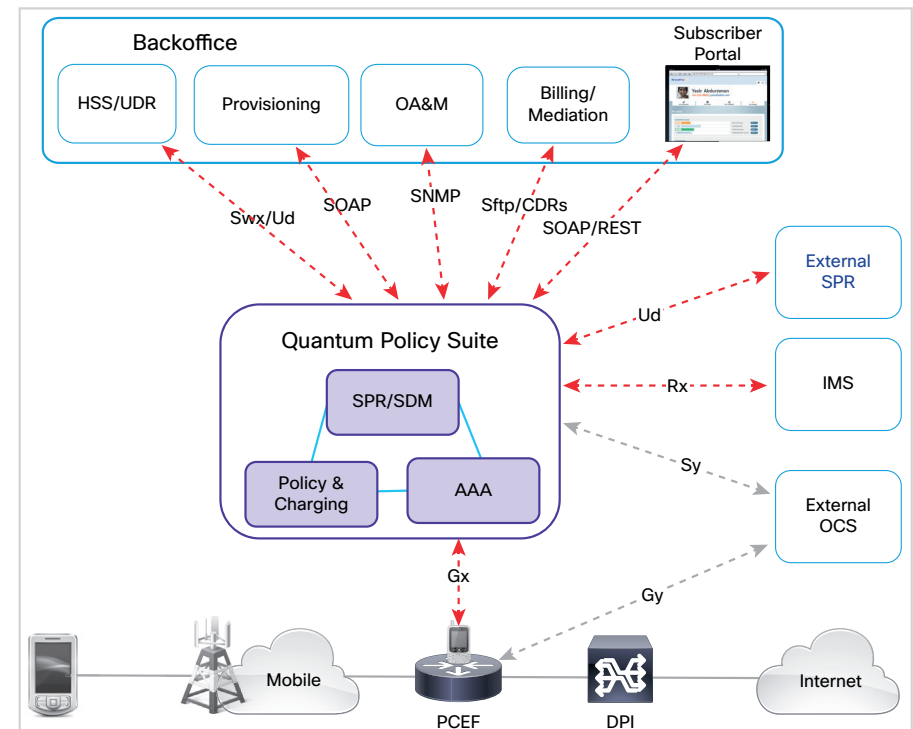 Backoffice
Subscriber
Portal
HSS/UDR
Provisioning
OA&M
Billing/
Mediation
Yasir Abdurrman
Swx/Ud
SOAP
SNMP
Sftp/CDRs
SOAP/REST
External
SPR
Ud
Quantum Policy Suite
SPR/SDM
Rx
IMS
Policy &
Charging
AAA
Sy
External
OCS
Gx
Gy
Mobile
Internet
PCEF
DPI